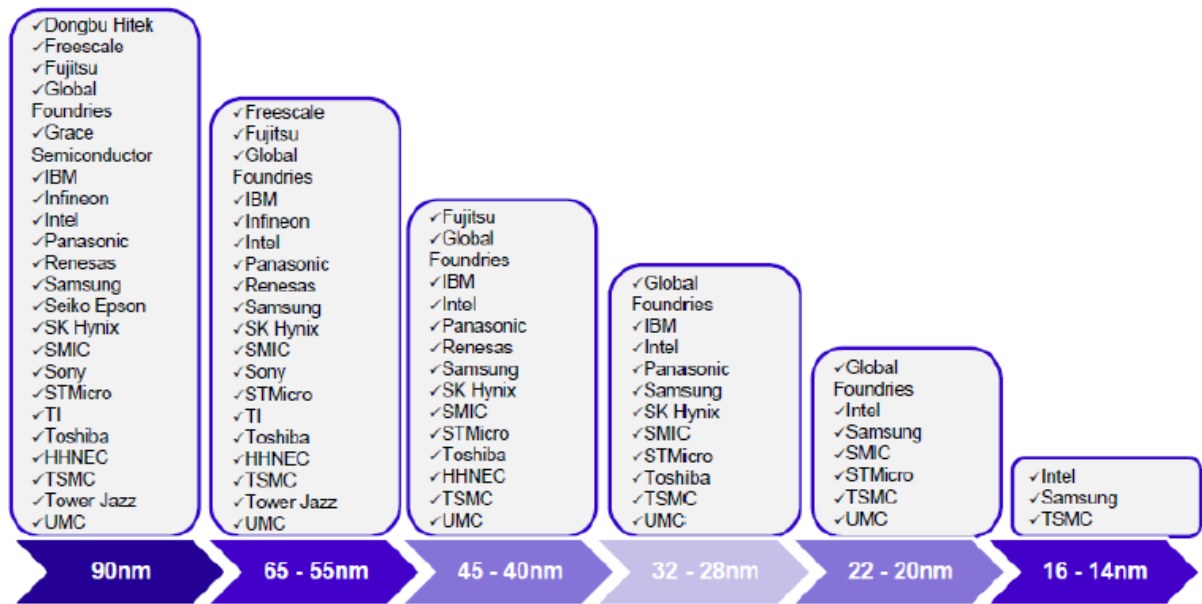 ✓Dongbu Hitek
✓Freescale
✓Fujitsu
✓Global
Foundries
✓Grace
Semiconductor
✓IBM
✓Infineon
✓Intel
✓Panasonic
✓Renesas
✓Samsung
✓Seiko Epson
✓SK Hynix
✓SMIC
✓Sony
✓STMicro
✓TI
✓Toshiba
✓HHNEC
✓TSMC
✓Tower Jazz
✓UMC
90nm
✓Freescale
✓Fujitsu
✓Global
Foundries
✓IBM
✓Infineon
✓Intel
✓Panasonic
✓Renesas
✓Samsung
✓SK Hynix
✓SMIC
✓Sony
✓STMicro
✓TI
✓Toshiba
✓HHNEC
✓TSMC
✓Tower Jazz
✓UMC
65 - 55nm
✓Fujitsu
✓Global
Foundries
✓IBM
✓Intel
✓Panasonic
✓Renesas
✓Samsung
✓SK Hynix
✓SMIC
✓STMicro
✓Toshiba
✓HHNEC
✓TSMC
✓UMC
45 - 40nm
✓Global
Foundries
✓IBM
✓Intel
✓Panasonic
✓Samsung
✓SK Hynix
✓SMIC
✓STMicro
✓Toshiba
✓TSMC
✓UMC
32 - 28nm
✓Global
Foundries
✓Intel
✓Samsung
✓SMIC
✓STMicro
✓TSMC
✓UMC
22 - 20nm
✓Intel
✓Samsung
✓TSMC
16 - 14nm